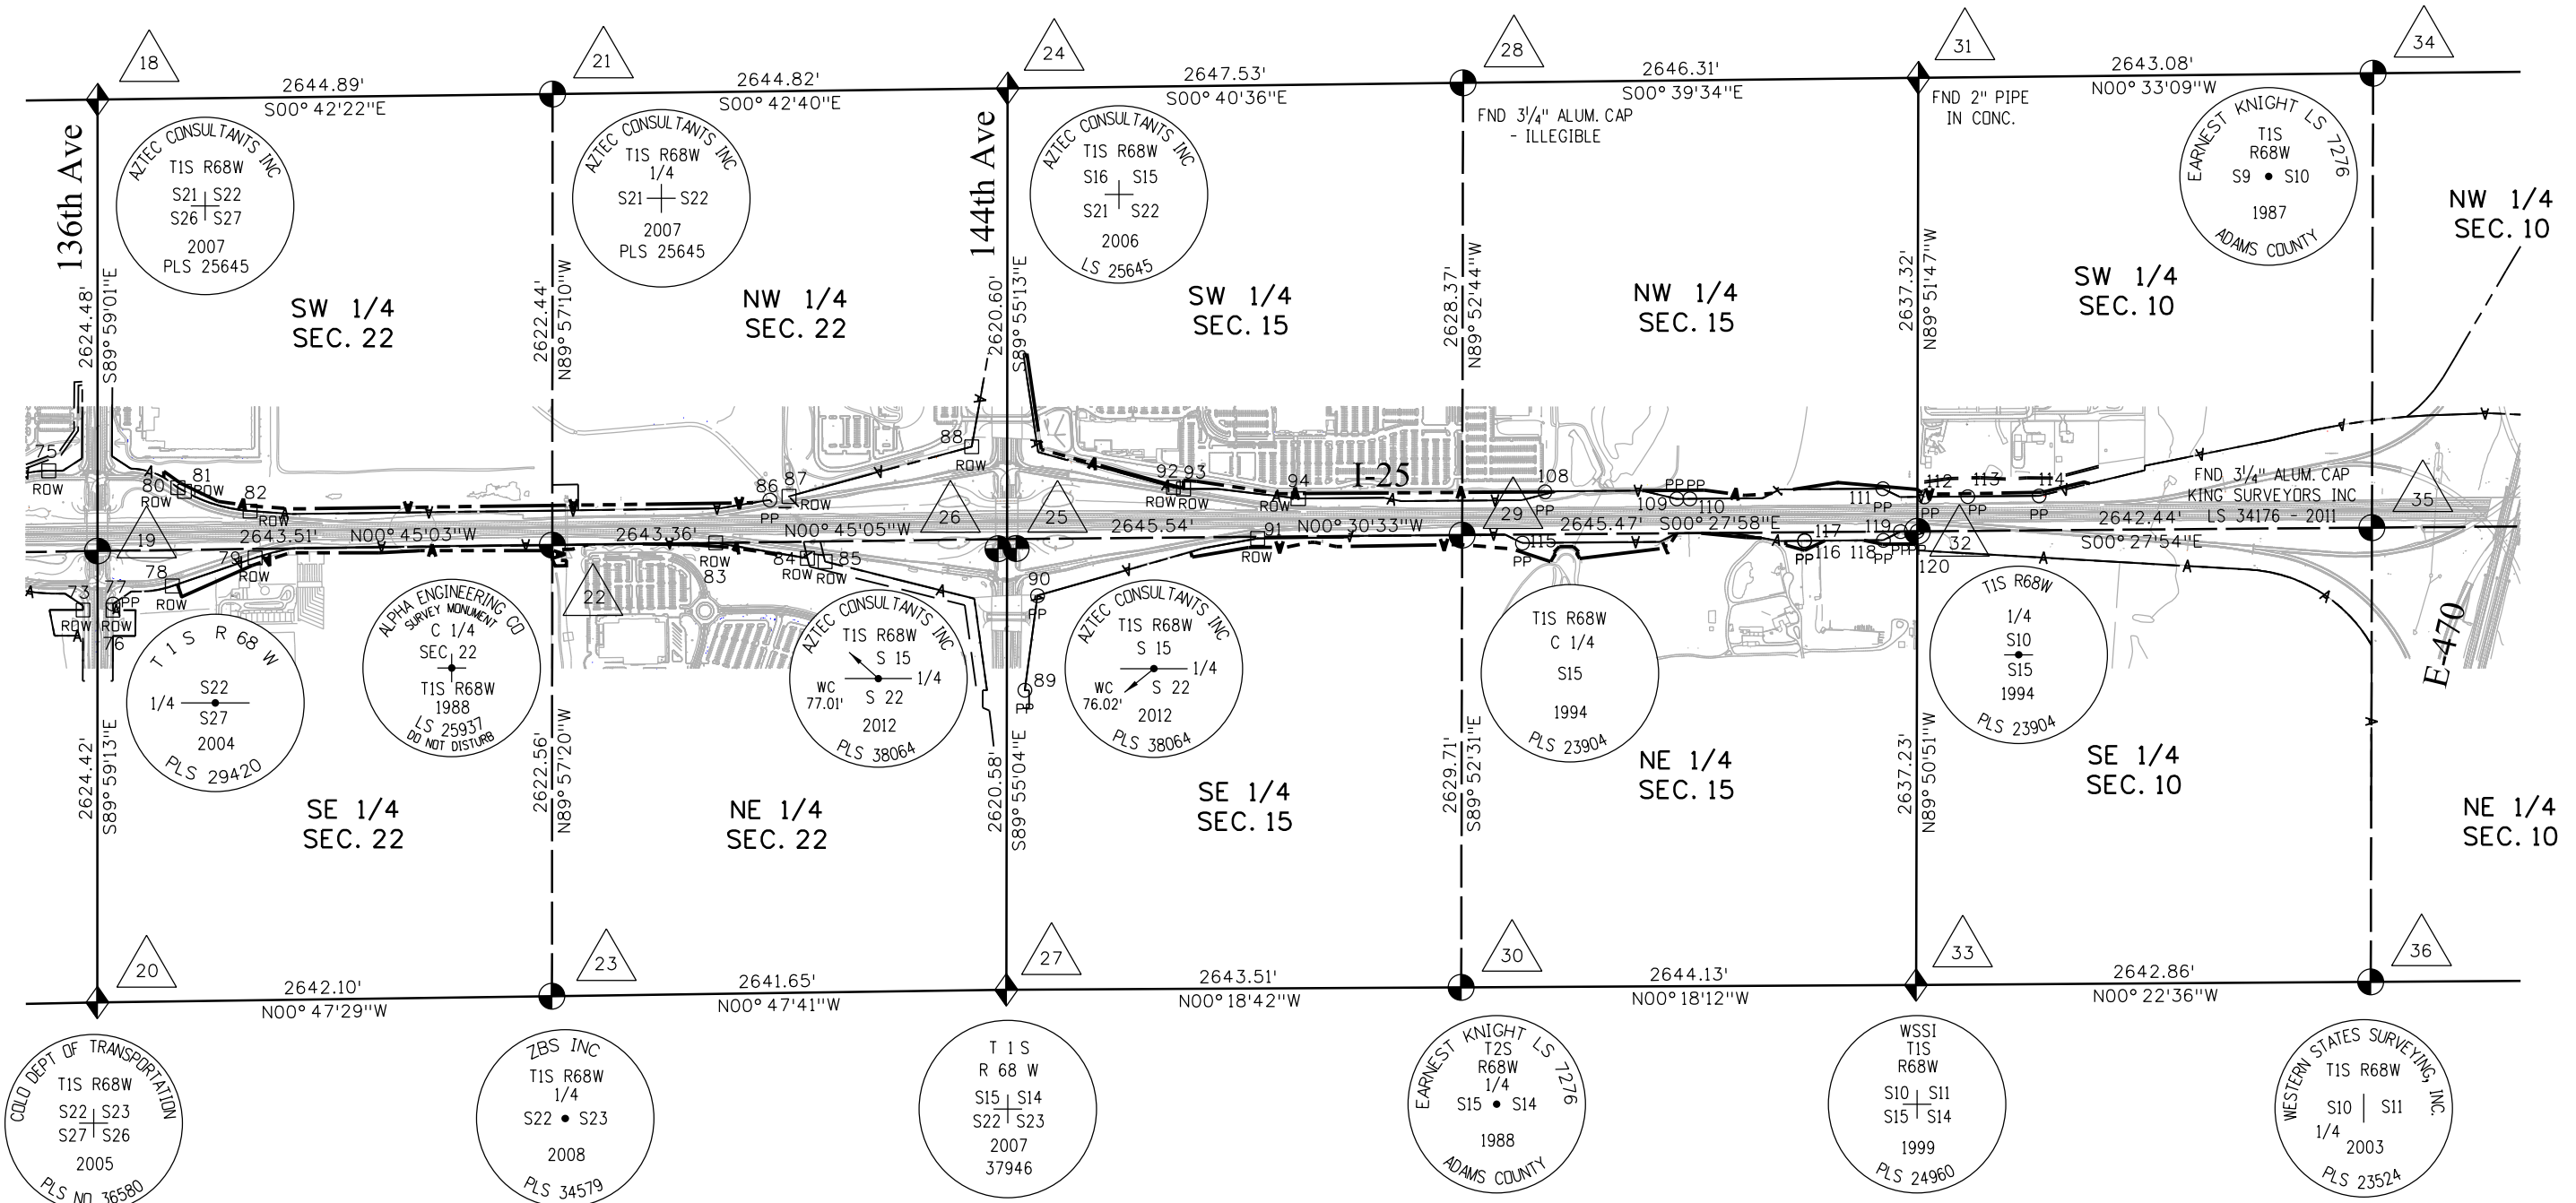 18
21
24
28
31
34
2644.89'
S00° 42'22"E
2644.82'
S00° 42'40"E
2647.53'
S00° 40'36"E
2646.31'
S00° 39'34"E
2643.08'
N00° 33'09"W
FND 3¼" ALUM. CAP
- ILLEGIBLE
FND 2" PIPE
IN CONC.
136th Ave
144th Ave
AZTEC CONSULTANTS INC
T1S R68W
S21 S22
S26 S27
2007
PLS 25645
AZTEC CONSULTANTS INC
T1S R68W
1/4
S21 S22
2007
PLS 25645
AZTEC CONSULTANTS INC
T1S R68W
S16 S15
S21 S22
2006
LS 25645
EARNEST KNIGHT LS 7276
T1S
R68W
S9 S10
1987
ADAMS COUNTY
NW 1/4
SEC. 10
SW 1/4
SEC. 22
NW 1/4
SEC. 22
SW 1/4
SEC. 15
NW 1/4
SEC. 15
SW 1/4
SEC. 10
2624.48'
S89° 59'01"E
2622.44'
N89° 57'10"W
2620.60'
S89° 55'13"E
2628.37'
N89° 52'44"W
2637.32'
N89° 51'47"W
75
ROW
80
ROW
81
ROW
82
ROW
86
PP
87
ROW
88
ROW
92
ROW
93
ROW
94
ROW
I-25
108
PP
PP
109
110
111
PP
112
PP
113
PP
114
PP
FND 3¼" ALUM. CAP
KING SURVEYORS INC
LS 34176 - 2011
35
19
2643.51'
N00° 45'03"W
2643.36'
N00° 45'05"W
26
25
2645.54'
N00° 30'33"W
29
2645.47'
S00° 27'58"E
32
2642.44'
S00° 27'54"E
73
ROW
77
PP
ROW
76
78
ROW
79
ROW
22
83
ROW
84
ROW
85
ROW
90
PP
89
PP
91
ROW
115
PP
116
PP
117
118
PP
119
120
E-470
T 1 S R 68 W
1/4
S22
S27
2004
PLS 29420
ALPHA ENGINEERING CO
SURVEY MONUMENT
C 1/4
SEC 22
T1S R68W
1988
LS 25937
DO NOT DISTURB
AZTEC CONSULTANTS INC
T1S R68W
S 15
1/4
WC
77.01'
S 22
2012
PLS 38064
AZTEC CONSULTANTS INC
T1S R68W
S 15
1/4
WC
76.02'
S 22
2012
PLS 38064
T1S R68W
C 1/4
S15
1994
PLS 23904
T1S R68W
1/4
S10
S15
1994
PLS 23904
2624.42'
S89° 59'13"E
2622.56'
N89° 57'20"W
2620.58'
S89° 55'04"E
2629.71'
S89° 52'31"E
2637.23'
N89° 50'51"W
SE 1/4
SEC. 22
NE 1/4
SEC. 22
SE 1/4
SEC. 15
NE 1/4
SEC. 15
SE 1/4
SEC. 10
NE 1/4
SEC. 10
20
23
27
30
33
36
2642.10'
N00° 47'29"W
2641.65'
N00° 47'41"W
2643.51'
N00° 18'42"W
2644.13'
N00° 18'12"W
2642.86'
N00° 22'36"W
COLO DEPT OF TRANSPORTATION
T1S R68W
S22 S23
S27 S26
2005
PLS NO 36580
ZBS INC
T1S R68W
1/4
S22 S23
2008
PLS 34579
T 1 S
R 68 W
S15 S14
S22 S23
2007
37946
EARNEST KNIGHT LS 7276
T2S
R68W
1/4
S15 S14
1988
ADAMS COUNTY
WSSI
T1S
R68W
S10 S11
S15 S14
1999
PLS 24960
WESTERN STATES SURVEYING, INC.
T1S R68W
S10 S11
1/4
2003
PLS 23524